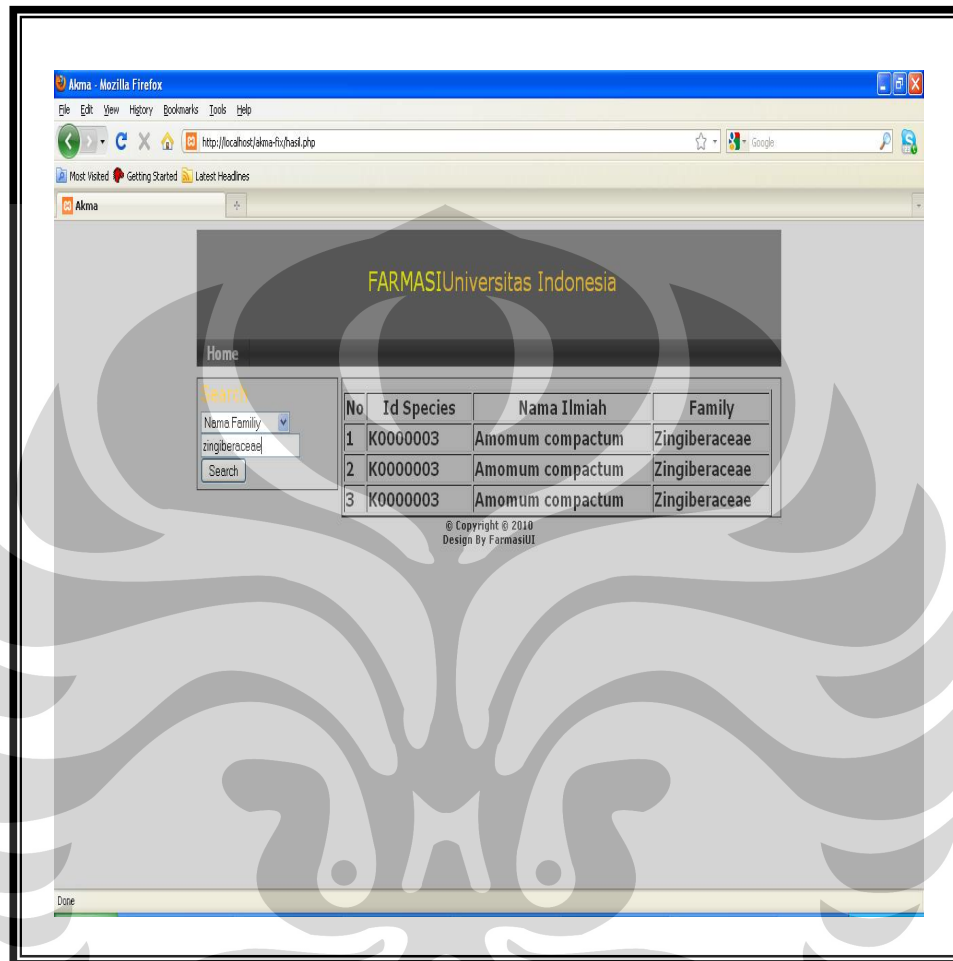 Akma - Mozilla Firefox
File Edit View History Bookmarks Tools Help
http://localhost/akma-fix/hasil.php
Google
Most Visited Getting Started Latest Headlines
Akma
FARMASIUniversitas Indonesia
Home
Search
Nama Familiy
zingiberaceae
Search
No Id Species Nama Ilmiah Family
1 K0000003 Amomum compactum Zingiberaceae
2 K0000003 Amomum compactum Zingiberaceae
3 K0000003 Amomum compactum Zingiberaceae
© Copyright © 2010
Design By FarmasiUI
Done